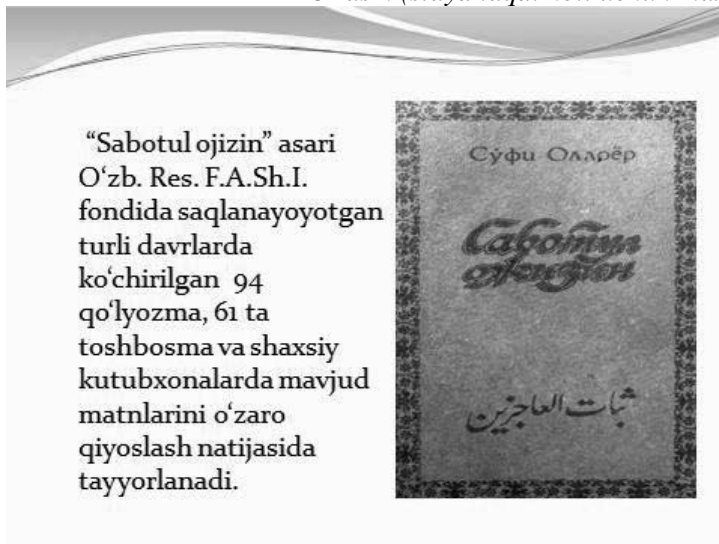 “Sabotul ojizin” asari
O‘zb. Res. F.A.Sh.I.
fondida saqlanayoyotgan
turli davrlarda
ko‘chirilgan 94
qo‘lyozma, 61 ta
toshbosma va shaxsiy
kutubxonalarda mavjud
matnlarini o‘zaro
qiyoslash natijasida
tayyorlanadi.
Сўфи Оллоёр
Саботул
ожизин
ثبات العاجزين